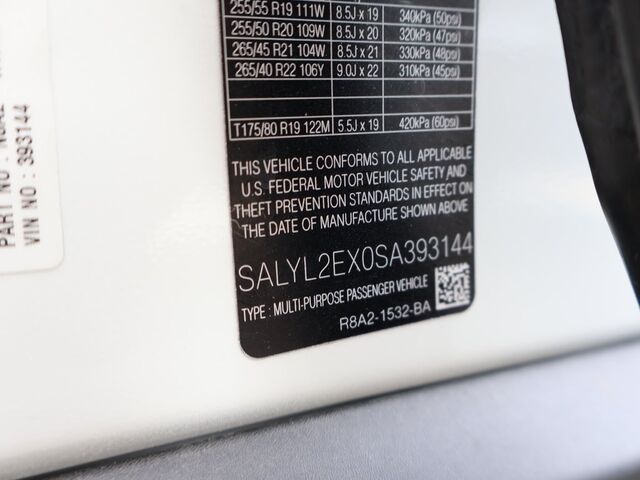 255/55 R19 111W 8.5J x 19 340kPa (50psi)
255/50 R20 109W 8.5J x 20 320kPa (47psi)
265/45 R21 104W 8.5J x 21 330kPa (48psi)
265/40 R22 106Y 9.0J x 22 310kPa (45psi)
T175/80 R19 122M 5.5J x 19 420kPa (60psi)
THIS VEHICLE CONFORMS TO ALL APPLICABLE
U.S. FEDERAL MOTOR VEHICLE SAFETY AND
THEFT PREVENTION STANDARDS IN EFFECT ON
THE DATE OF MANUFACTURE SHOWN ABOVE
SALYL2EX0SA393144
TYPE : MULTI-PURPOSE PASSENGER VEHICLE
R8A2-1532-BA
PART NO :
VIN NO : 393144